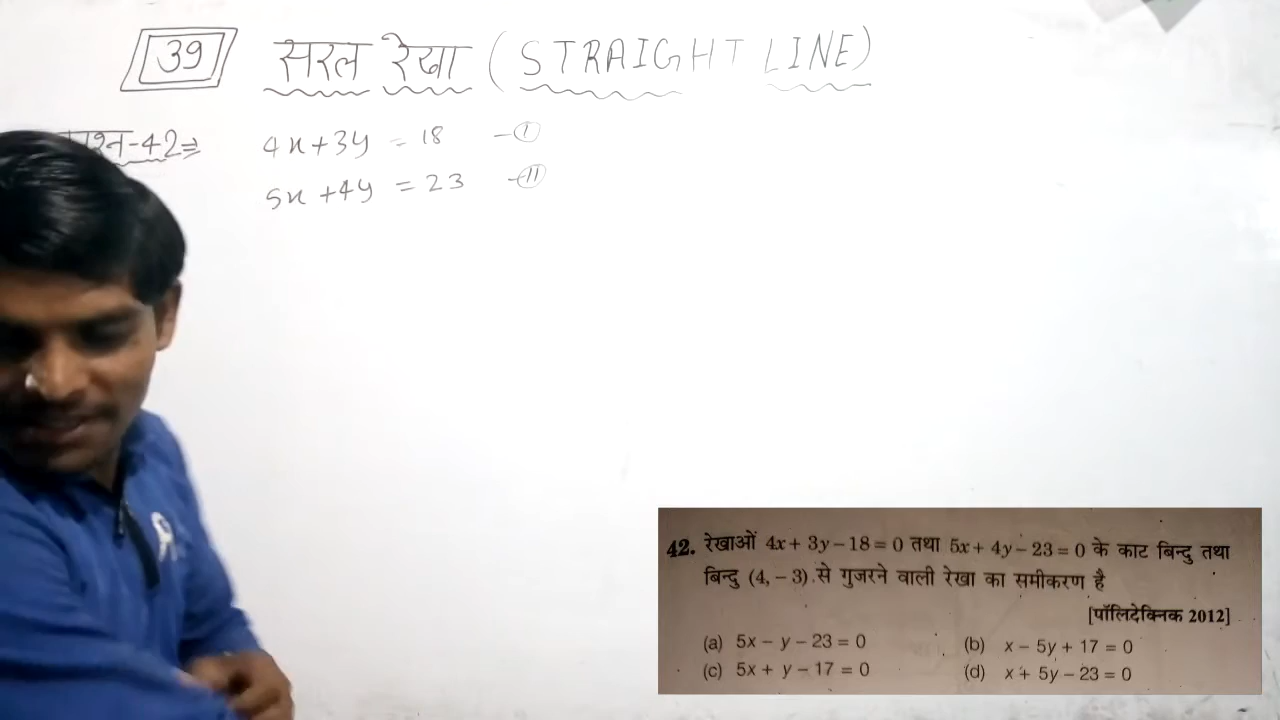 39 सरल रेखा (STRAIGHT LINE)
4x+3y = 18 —(I)
5x+4y = 23 —(II)
42. रेखाओं 4x + 3y – 18 = 0 तथा 5x + 4y – 23 = 0 के काट बिन्दु तथा
बिन्दु (4, – 3) से गुजरने वाली रेखा का समीकरण है
[पॉलिटेक्निक 2012]
(a) 5x – y – 23 = 0 (b) x – 5y + 17 = 0
(c) 5x + y – 17 = 0 (d) x + 5y – 23 = 0